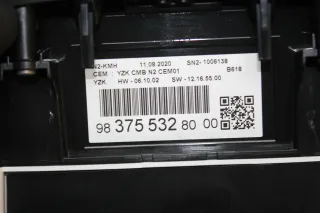 N2-KMH 11.09.2020 SN2- 1006138
CEM : YZK CMB N2 CEM01 B618
YZK. HW - 06.10.02 SW - 12.16.55.00
98 375 532 80 00